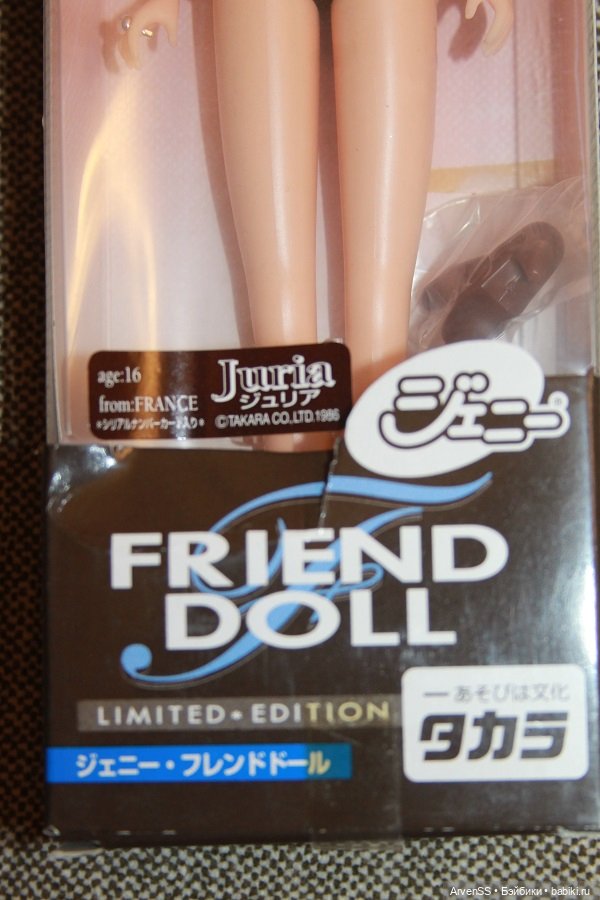 age:16
from:FRANCE
*シリアルナンバーカード入り*
Juria
ジュリア
©TAKARA CO.,LTD.1986
ジェニー®
FRIEND
DOLL
LIMITED * EDITION
ジェニー・フレンドドール
—あそびは文化
タカラ
ArvenSS • Бэйбики • babiki.ru